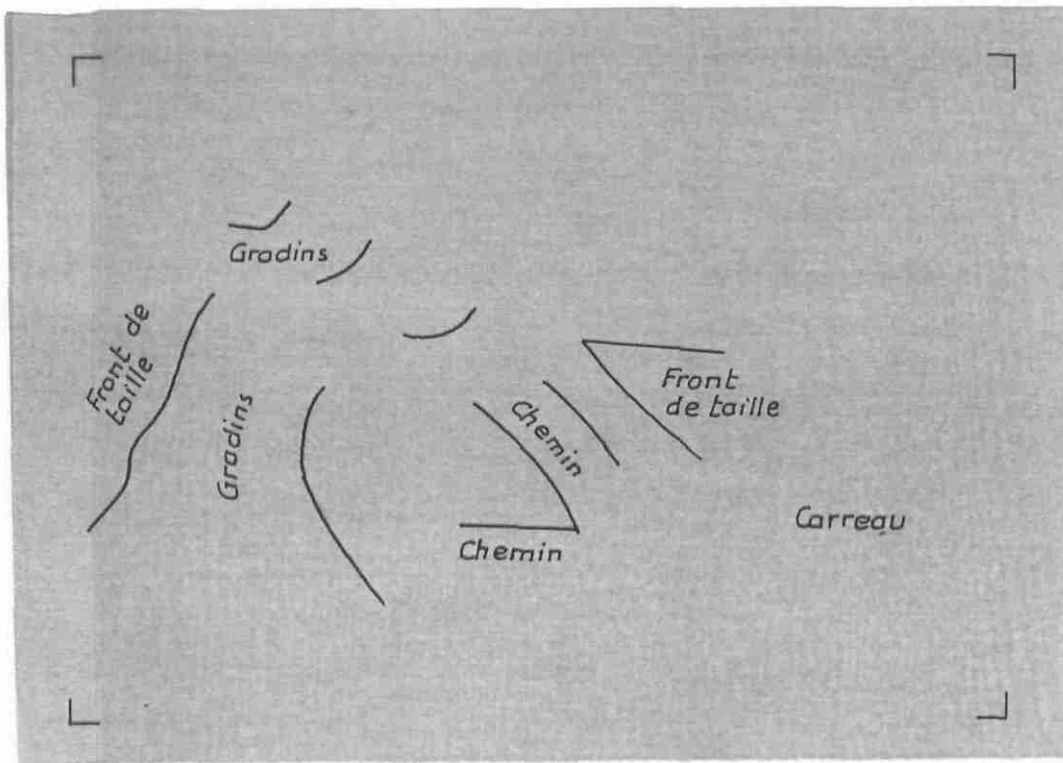 Gradins
Front de
taille
Gradins
Chemin
Front
de taille
Chemin
Carreau